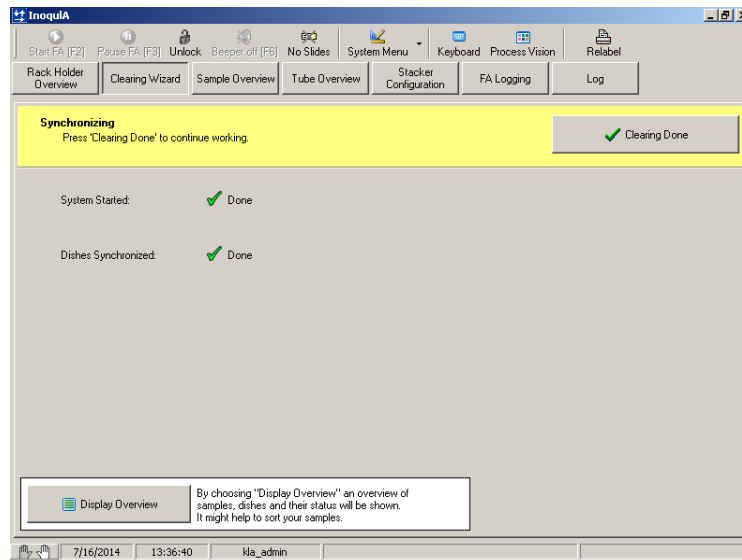 InoqulA
Start FA [F2] Pause FA [F3] Unlock Beeper off [F6] No Slides System Menu Keyboard Process Vision Relabel
Rack Holder Overview Clearing Wizard Sample Overview Tube Overview Stacker Configuration FA Logging Log
Synchronizing
Press 'Clearing Done' to continue working.
Clearing Done
System Started: Done
Dishes Synchronized: Done
Display Overview
By choosing "Display Overview" an overview of
samples, dishes and their status will be shown.
It might help to sort your samples.
7/16/2014 13:36:40 kla_admin